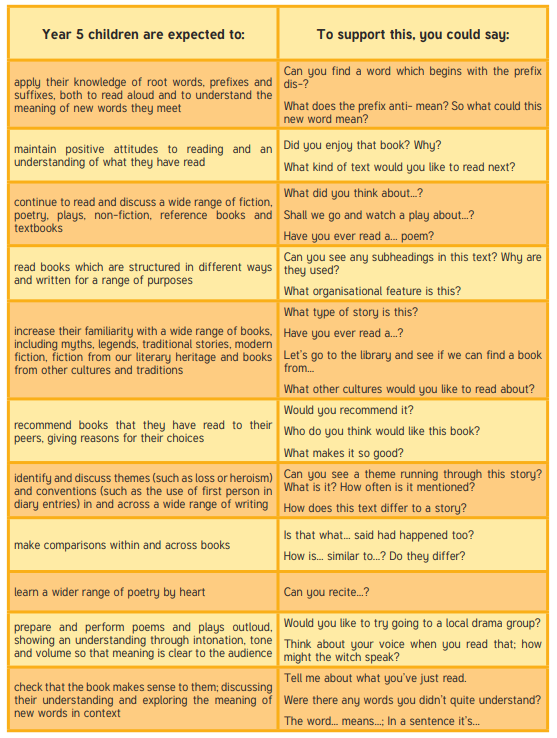 Year 5 children are expected to:
To support this, you could say:
apply their knowledge of root words, prefixes and
suffixes, both to read aloud and to understand the
meaning of new words they meet
Can you find a word which begins with the prefix
dis-?
What does the prefix anti- mean? So what could this
new word mean?
maintain positive attitudes to reading and an
understanding of what they have read
Did you enjoy that book? Why?
What kind of text would you like to read next?
continue to read and discuss a wide range of fiction,
poetry, plays, non-fiction, reference books and
textbooks
What did you think about...?
Shall we go and watch a play about...?
Have you ever read a... poem?
read books which are structured in different ways
and written for a range of purposes
Can you see any subheadings in this text? Why are
they used?
What organisational feature is this?
increase their familiarity with a wide range of books,
including myths, legends, traditional stories, modern
fiction, fiction from our literary heritage and books
from other cultures and traditions
What type of story is this?
Have you ever read a...?
Let's go to the library and see if we can find a book
from...
What other cultures would you like to read about?
recommend books that they have read to their
peers, giving reasons for their choices
Would you recommend it?
Who do you think would like this book?
What makes it so good?
identify and discuss themes (such as loss or heroism)
and conventions (such as the use of first person in
diary entries) in and across a wide range of writing
Can you see a theme running through this story?
What is it? How often is it mentioned?
How does this text differ to a story?
make comparisons within and across books
Is that what... said had happened too?
How is... similar to...? Do they differ?
learn a wider range of poetry by heart
Can you recite...?
prepare and perform poems and plays outloud,
showing an understanding through intonation, tone
and volume so that meaning is clear to the audience
Would you like to try going to a local drama group?
Think about your voice when you read that; how
might the witch speak?
check that the book makes sense to them; discussing
their understanding and exploring the meaning of
new words in context
Tell me about what you've just read.
Were there any words you didn't quite understand?
The word... means...; In a sentence it's...